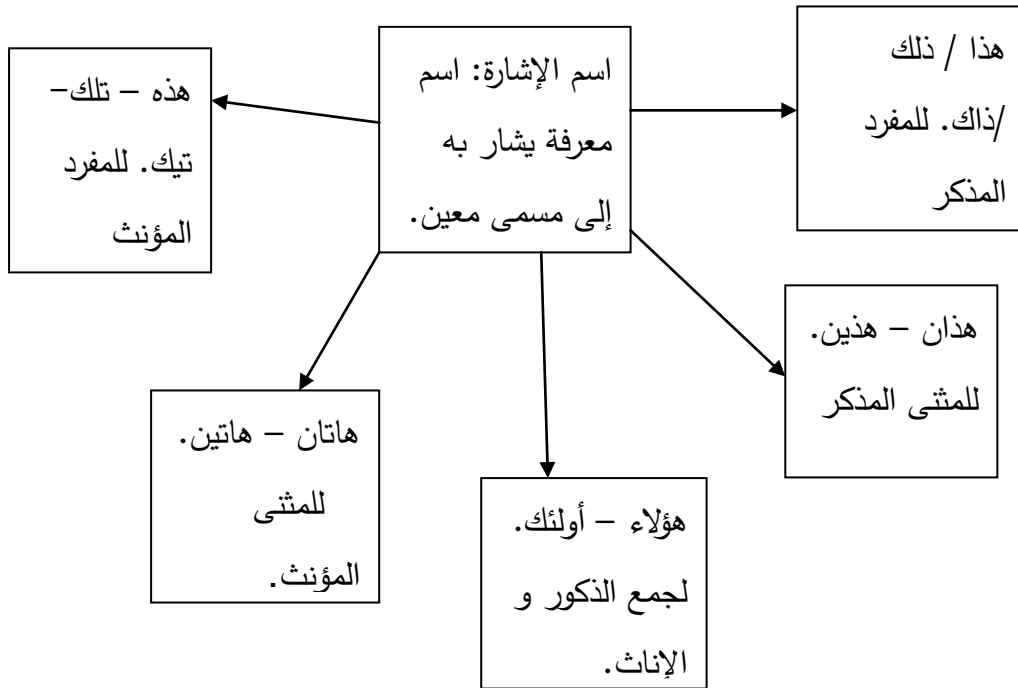 اسم الإشارة: اسم
معرفة يشار به
إلى مسمى معين.
هذا / ذلك
/ذاك. للمفرد
المذكر
هذه – تلك–
تيك. للمفرد
المؤنث
هذان – هذين.
للمثنى المذكر
هاتان – هاتين.
للمثنى
المؤنث.
هؤلاء – أولئك.
لجمع الذكور و
الإناث.